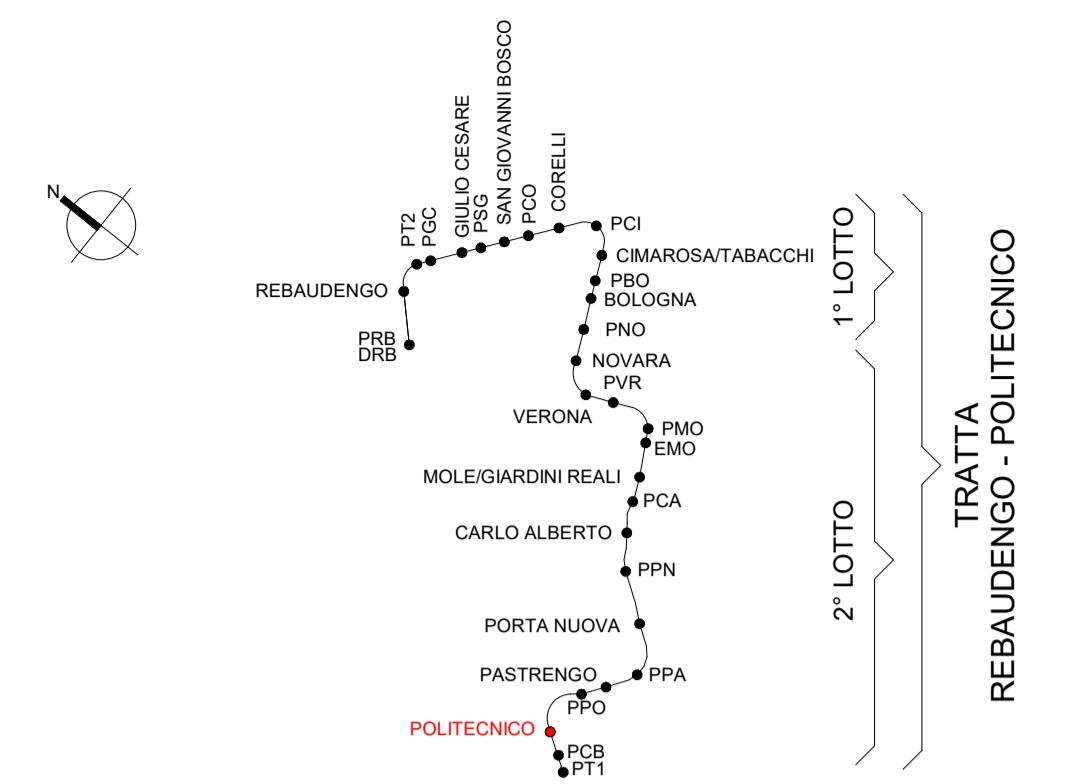 N
PT2
PGC
GIULIO CESARE
PSG
SAN GIOVANNI BOSCO
PCO
CORELLI
PCI
CIMAROSA/TABACCHI
REBAUDENGO
PBO
BOLOGNA
PRB
DRB
PNO
NOVARA
PVR
VERONA
PMO
EMO
MOLE/GIARDINI REALI
PCA
CARLO ALBERTO
PPN
PORTA NUOVA
PASTRENGO
PPA
PPO
POLITECNICO
PCB
PT1
1° LOTTO
2° LOTTO
TRATTA
REBAUDENGO - POLITECNICO